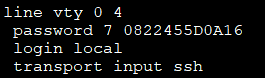 line vty 0 4
 password 7 0822455D0A16
 login local
 transport input ssh